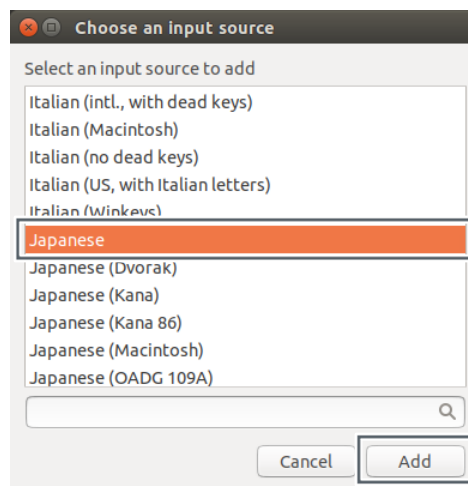 Choose an input source
Select an input source to add
Italian (intl., with dead keys)
Italian (Macintosh)
Italian (no dead keys)
Italian (US, with Italian letters)
Italian (Winkeys)
Japanese
Japanese (Dvorak)
Japanese (Kana)
Japanese (Kana 86)
Japanese (Macintosh)
Japanese (OADG 109A)
Cancel Add